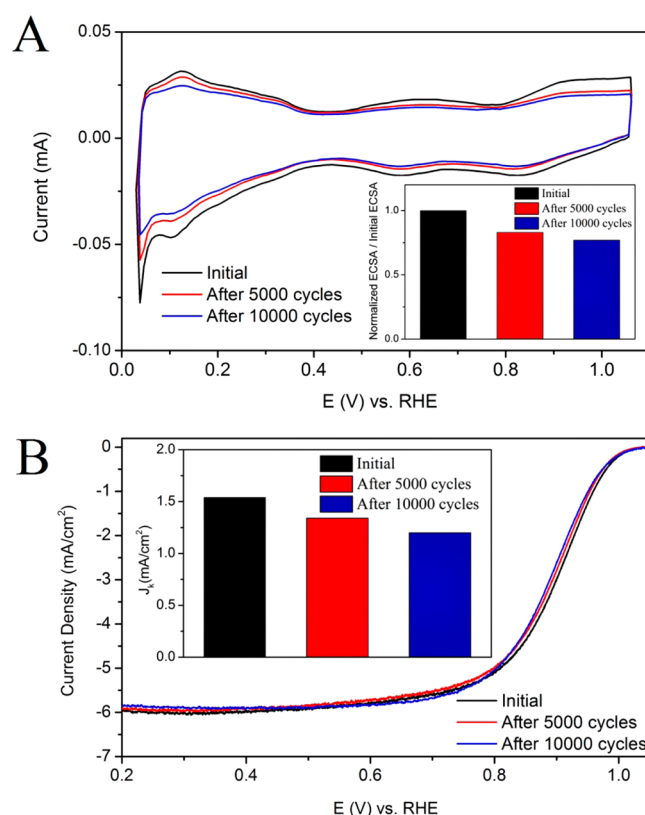 A
0.05
0.00
-0.05
-0.10
Current (mA)
Initial
After 5000 cycles
After 10000 cycles
0.0
0.2
0.4
0.6
0.8
1.0
E (V) vs. RHE
Initial
After 5000 cycles
After 10000 cycles
1.0
0.5
0.0
Normalized ECSA / Initial ECSA
B
0
-1
-2
-3
-4
-5
-6
-7
Current Density (mA/cm²)
2.0
1.5
1.0
0.5
0.0
Jk(mA/cm²)
Initial
After 5000 cycles
After 10000 cycles
Initial
After 5000 cycles
After 10000 cycles
0.2
0.4
0.6
0.8
1.0
E (V) vs. RHE